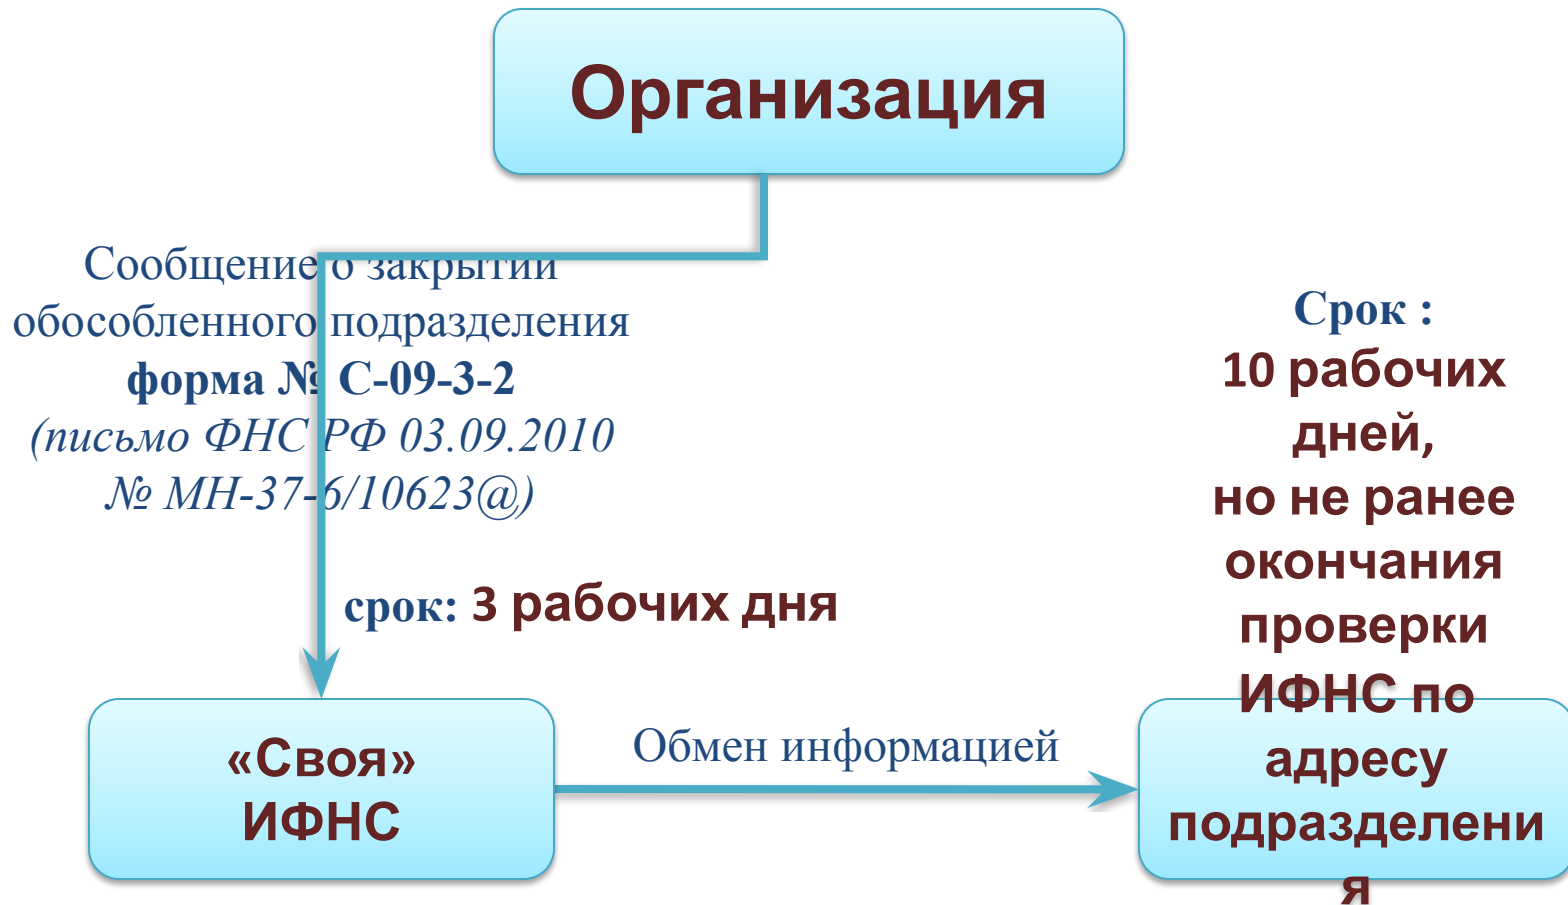 Организация
Сообщение о закрытии
обособленного подразделения
форма № С-09-3-2
(письмо ФНС РФ 03.09.2010
№ МН-37-6/10623@)
срок: 3 рабочих дня
«Своя»
ИФНС
Обмен информацией
Срок :
10 рабочих
дней,
но не ранее
окончания
проверки
ИФНС по
адресу
подразделени
я